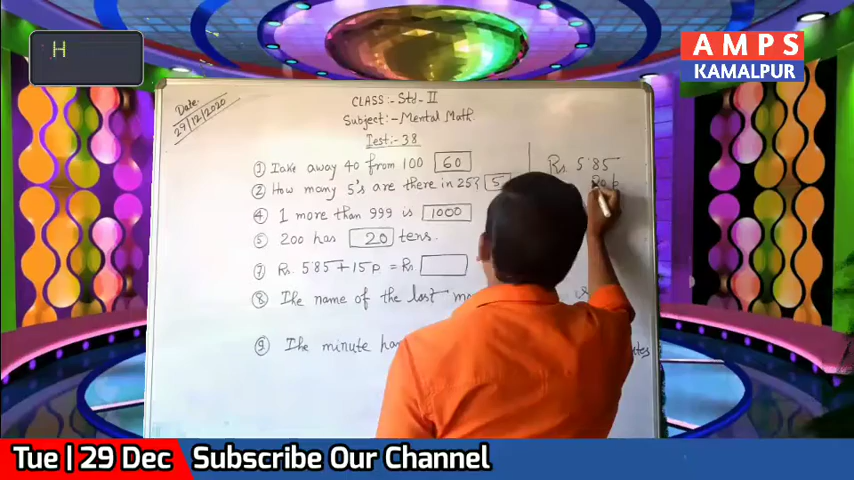 H
AMPS
KAMALPUR
Date:
29/12/2020
CLASS:- Std-II
Subject:- Mental Math
Test:-38
① Take away 40 from 100 60
② How many 5's are there in 25? 5
④ 1 more than 999 is 1000
⑤ 200 has 20 tens.
⑦ Rs. 5.85 + 15 p. = Rs
⑧ The name of the last
⑨ The minute
Rs. 5.85
Tue | 29 Dec Subscribe Our Channel